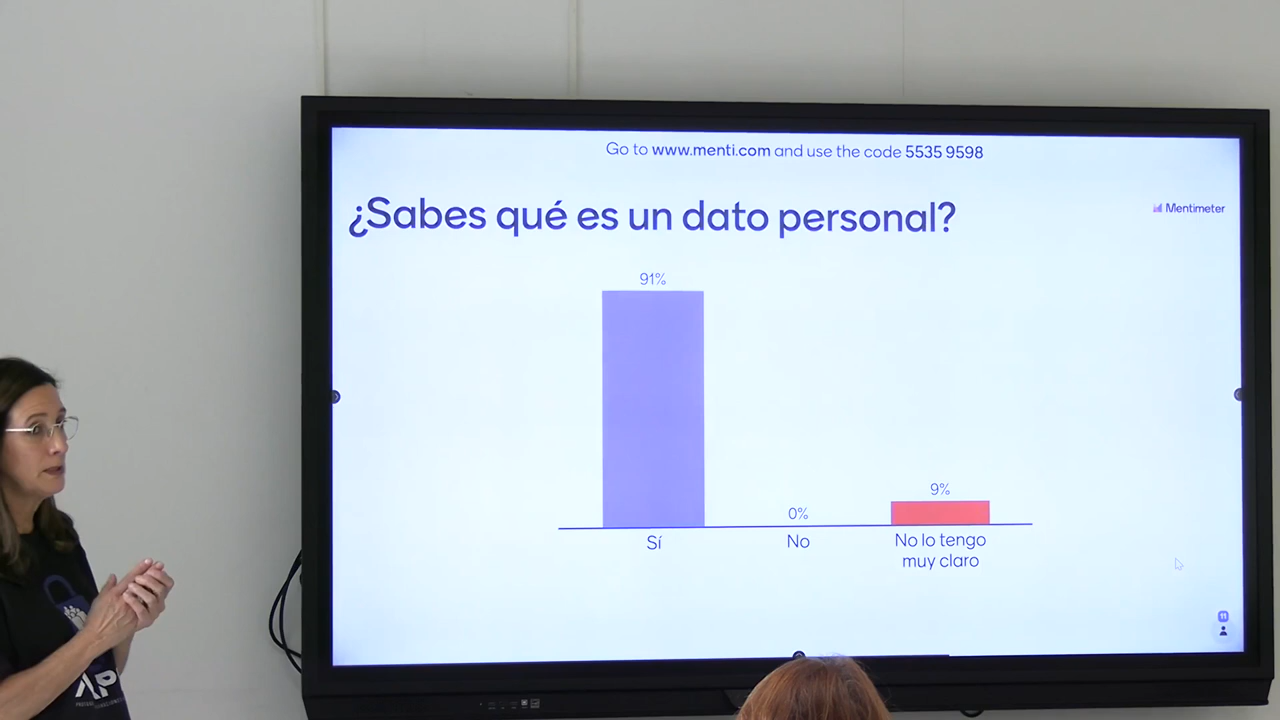 Go to www.menti.com and use the code 5535 9598
¿Sabes qué es un dato personal?
Mentimeter
91%
0%
9%
Sí
No
No lo tengo
muy claro
11